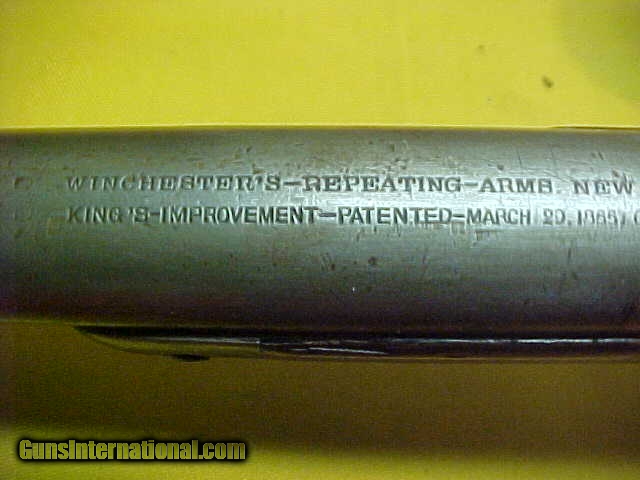 WINCHESTER'S-REPEATING-ARMS. NEW
KING'S-IMPROVEMENT-PATENTED-MARCH 29. 1866/
GunsInternational.com